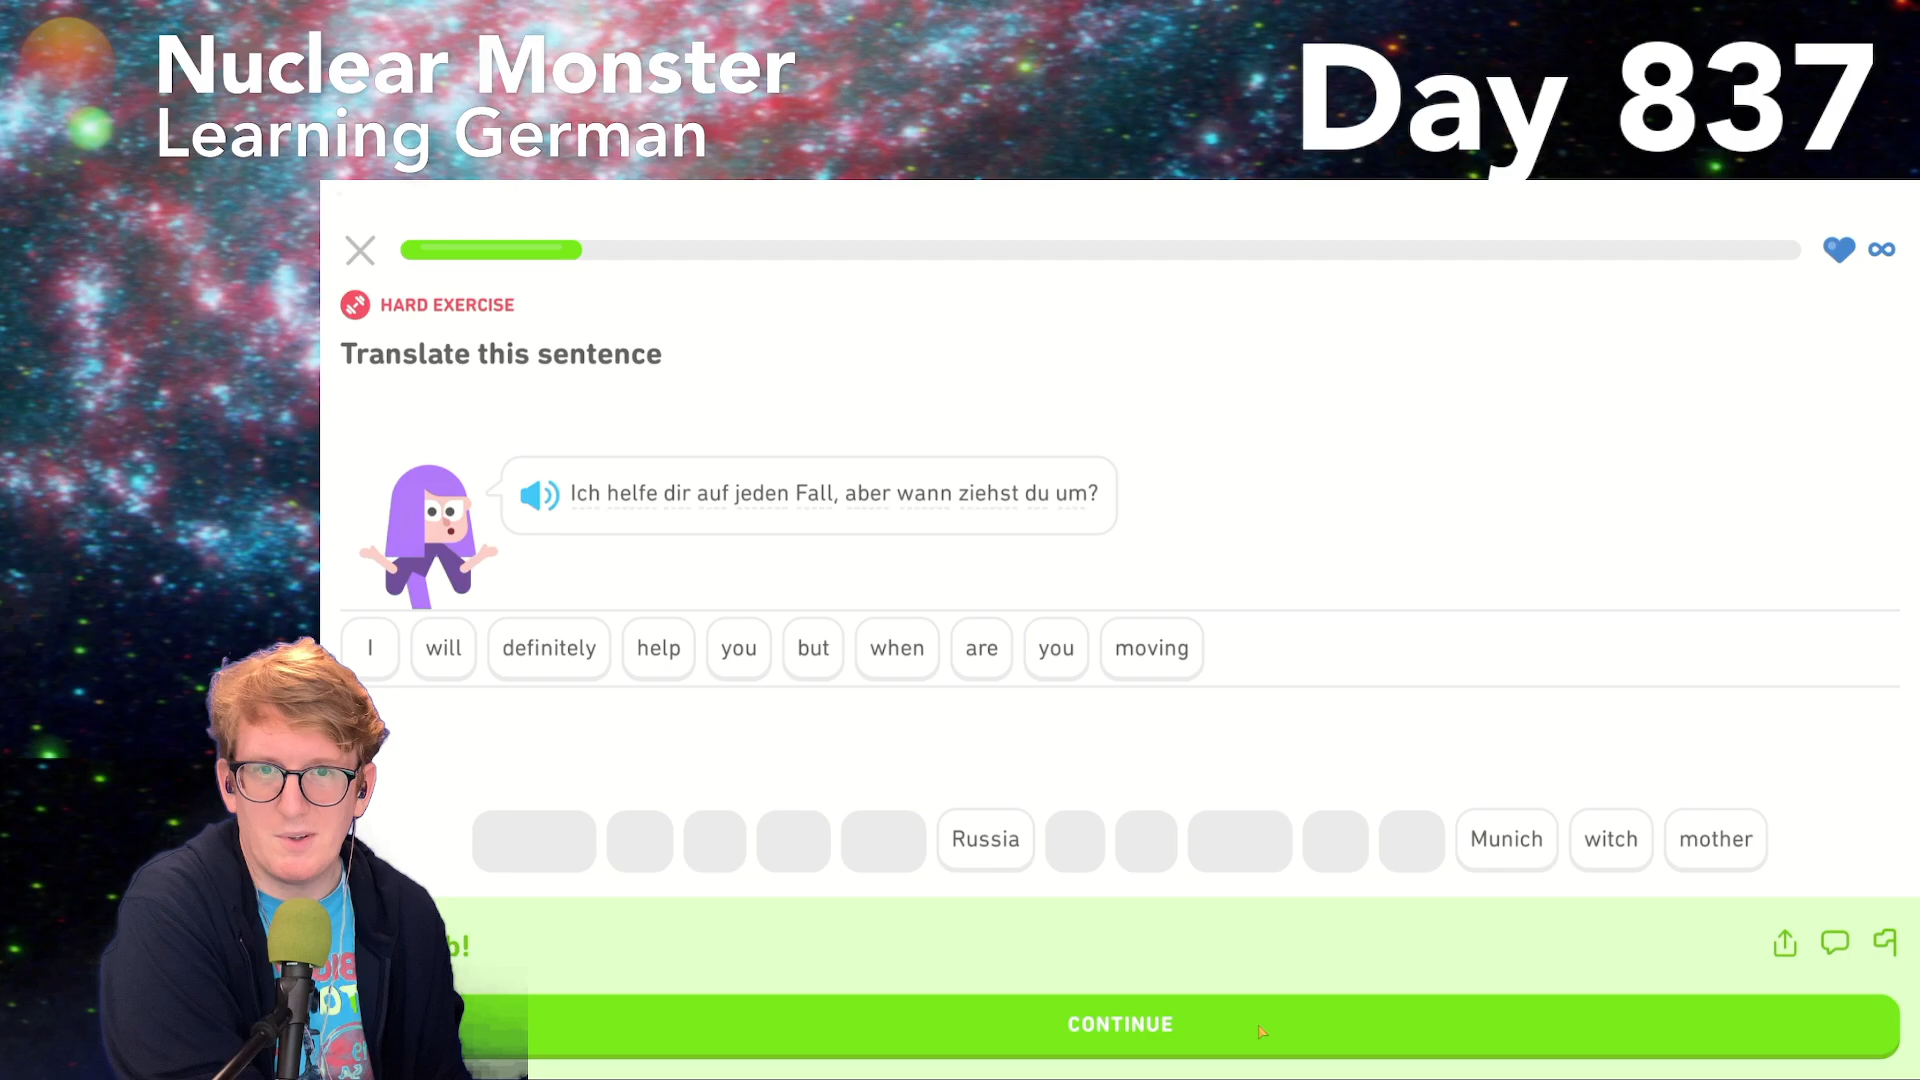 Nuclear Monster
Learning German
Day 837
HARD EXERCISE
Translate this sentence
Ich helfe dir auf jeden Fall, aber wann ziehst du um?
I will definitely help you but when are you moving
Russia Munich witch mother
b!
CONTINUE